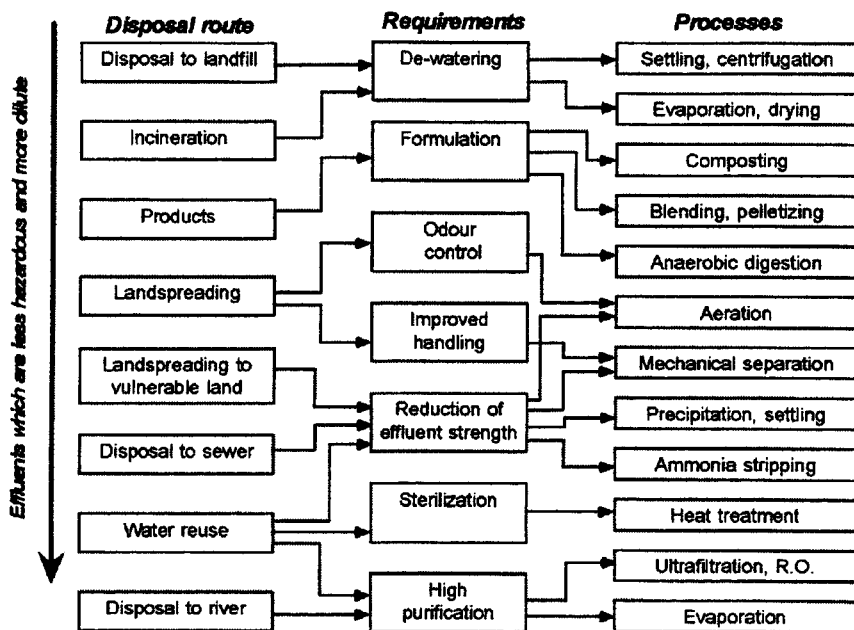 Disposal route
Requirements
Processes
Effluents which are less hazardous and more dilute
Disposal to landfill
Incineration
Products
Landspreading
Landspreading to
vulnerable land
Disposal to sewer
Water reuse
Disposal to river
De-watering
Formulation
Odour
control
Improved
handling
Reduction of
effluent strength
Sterilization
High
purification
Settling, centrifugation
Evaporation, drying
Composting
Blending, pelletizing
Anaerobic digestion
Aeration
Mechanical separation
Precipitation, settling
Ammonia stripping
Heat treatment
Ultrafiltration, R.O.
Evaporation